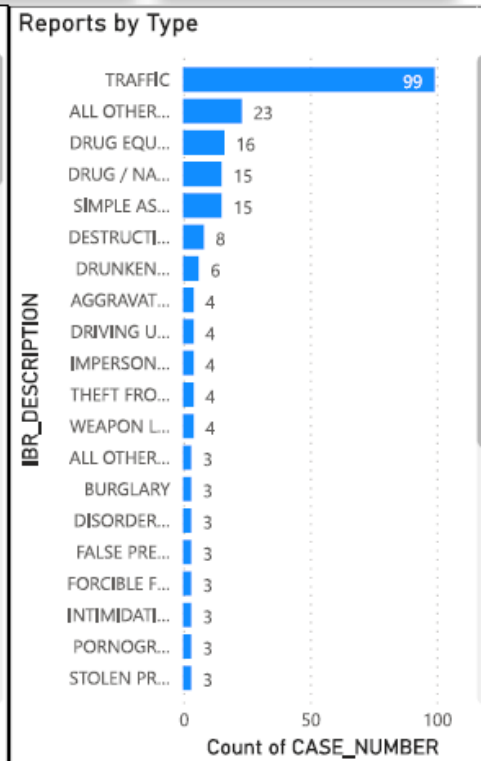 Reports by Type
IBR_DESCRIPTION
TRAFFIC 99
ALL OTHER... 23
DRUG EQU... 16
DRUG / NA... 15
SIMPLE AS... 15
DESTRUCTI... 8
DRUNKEN... 6
AGGRAVAT... 4
DRIVING U... 4
IMPERSON... 4
THEFT FRO... 4
WEAPON L... 4
ALL OTHER... 3
BURGLARY 3
DISORDER... 3
FALSE PRE... 3
FORCIBLE F... 3
INTIMIDATI... 3
PORNOGR... 3
STOLEN PR... 3
0 50 100
Count of CASE_NUMBER